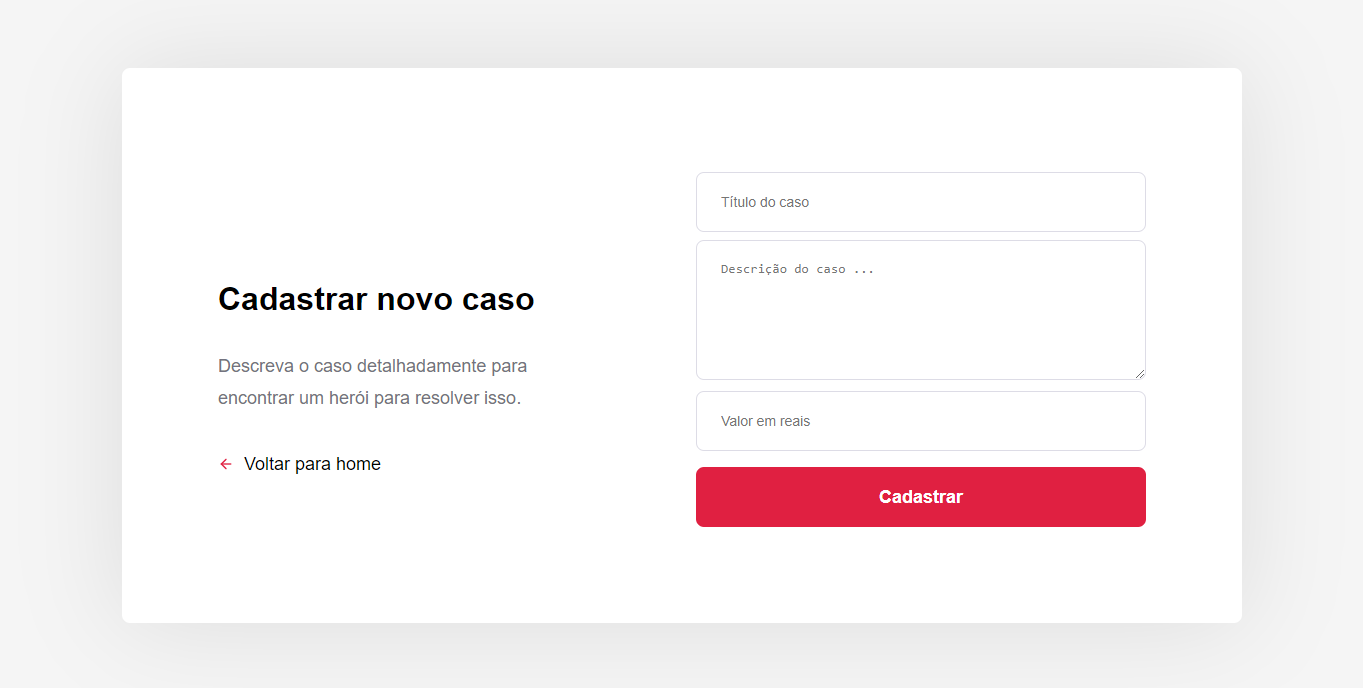 Cadastrar novo caso
Descreva o caso detalhadamente para
encontrar um herói para resolver isso.
Voltar para home
Título do caso
Descrição do caso ...
Valor em reais
Cadastrar